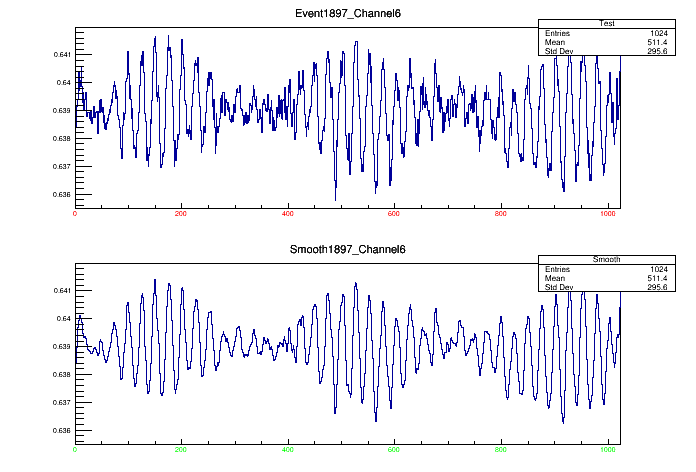 Event1897_Channel6
Test
Entries 1024
Mean 511.4
Std Dev 295.6
0.641
0.64
0.639
0.638
0.637
0.636
0 200 400 600 800 1000
Smooth1897_Channel6
Smooth
Entries 1024
Mean 511.4
Std Dev 295.6
0.641
0.64
0.639
0.638
0.637
0.636
0 200 400 600 800 1000